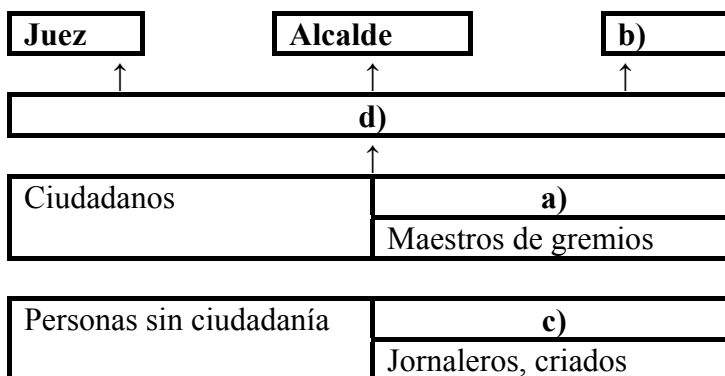 Juez Alcalde b)
↑ ↑ ↑
d)
↑
Ciudadanos a)
Maestros de gremios
Personas sin ciudadanía c)
Jornaleros, criados